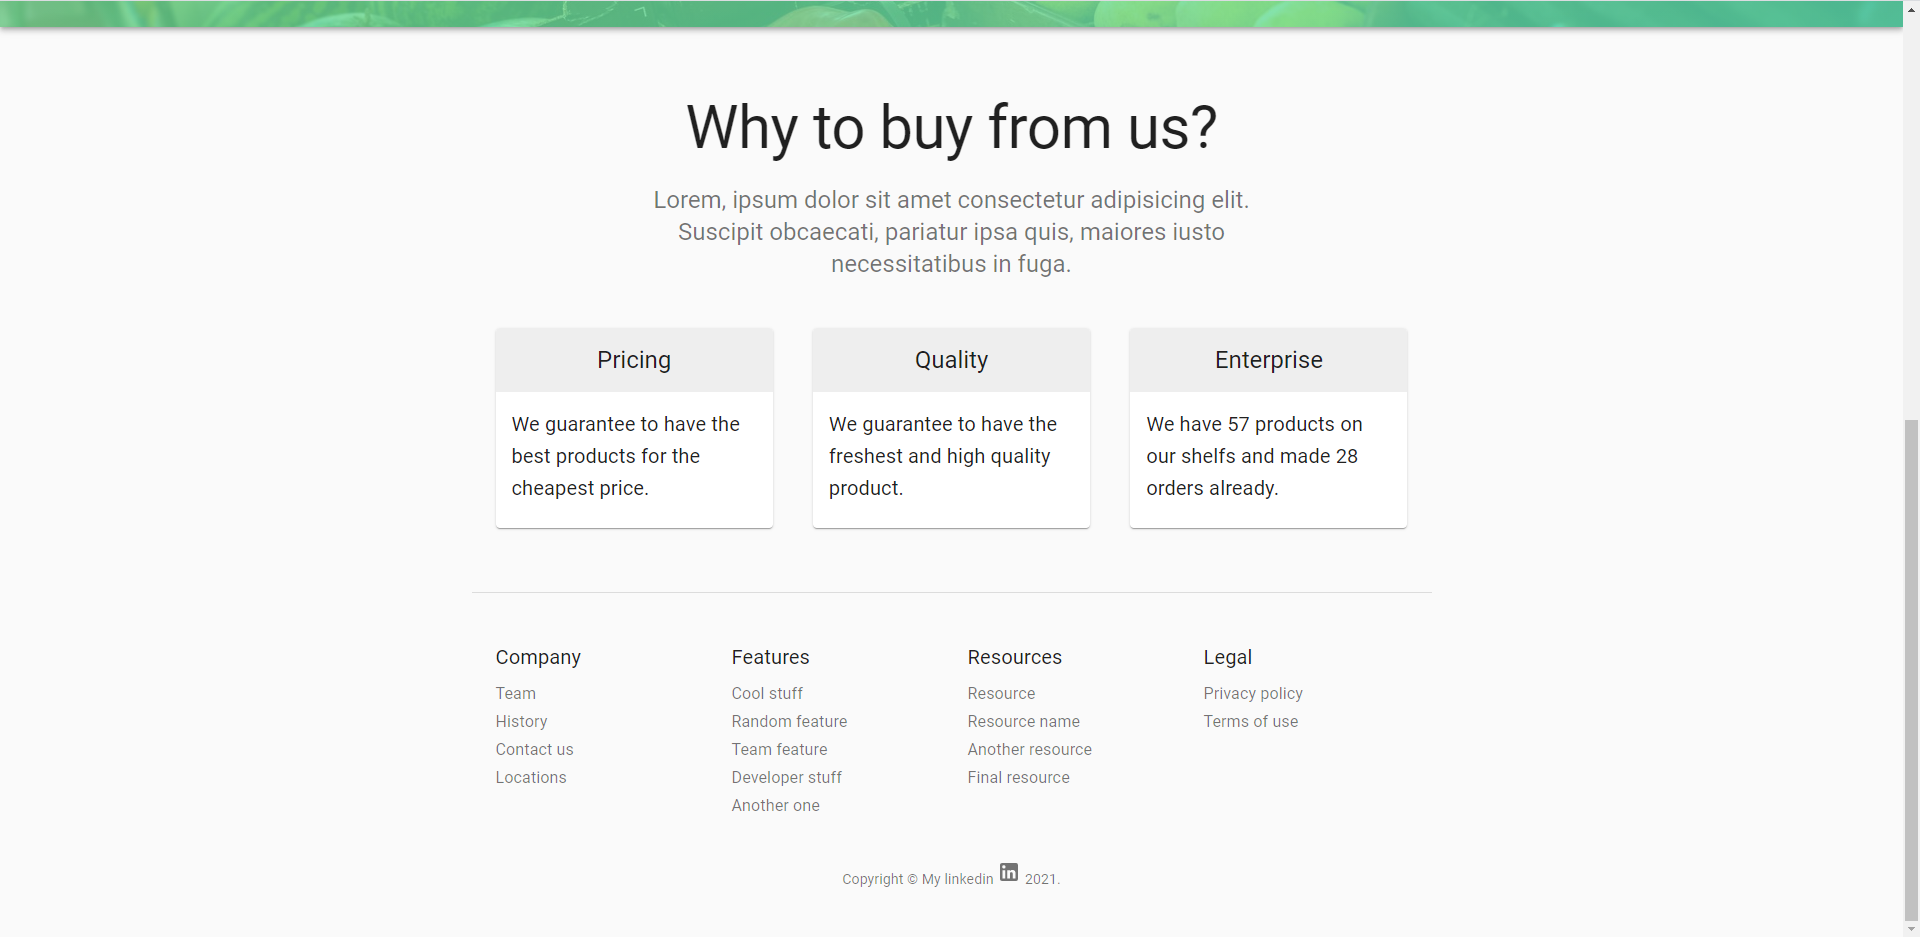 Why to buy from us?
Lorem, ipsum dolor sit amet consectetur adipisicing elit.
Suscipit obcaecati, pariatur ipsa quis, maiores iusto
necessitatibus in fuga.
Pricing
We guarantee to have the
best products for the
cheapest price.
Quality
We guarantee to have the
freshest and high quality
product.
Enterprise
We have 57 products on
our shelfs and made 28
orders already.
Company
Team
History
Contact us
Locations
Features
Cool stuff
Random feature
Team feature
Developer stuff
Another one
Resources
Resource
Resource name
Another resource
Final resource
Legal
Privacy policy
Terms of use
Copyright © My linkedin in 2021.